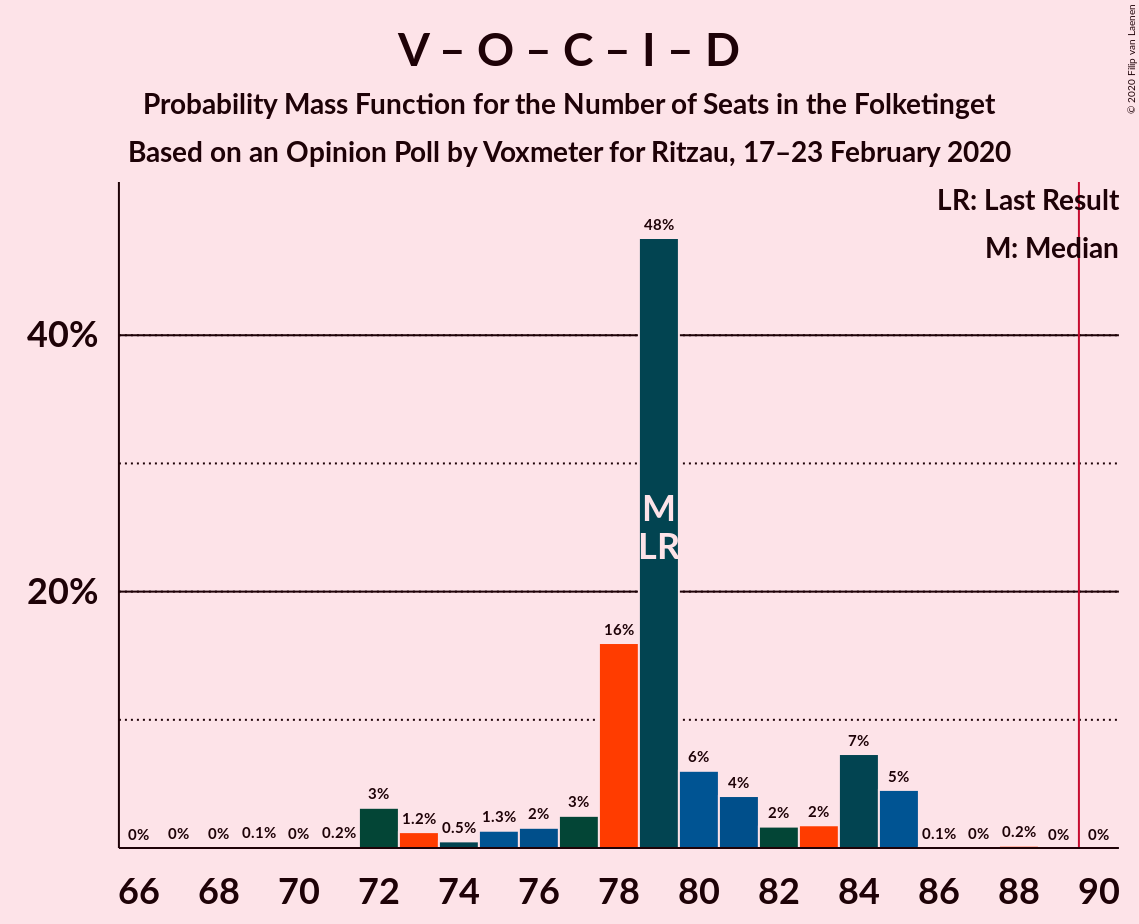 V – O – C – I – D
Probability Mass Function for the Number of Seats in the Folketinget
Based on an Opinion Poll by Voxmeter for Ritzau, 17–23 February 2020
© 2020 Filip van Laenen
LR: Last Result
M: Median
48%
40%
M
LR
20%
16%
7%
6%
5%
4%
3%
3%
2%
2%
2%
1.3%
1.2%
0.5%
0% 0% 0% 0.1% 0% 0.2% 0.1% 0% 0.2% 0% 0%
66 68 70 72 74 76 78 80 82 84 86 88 90